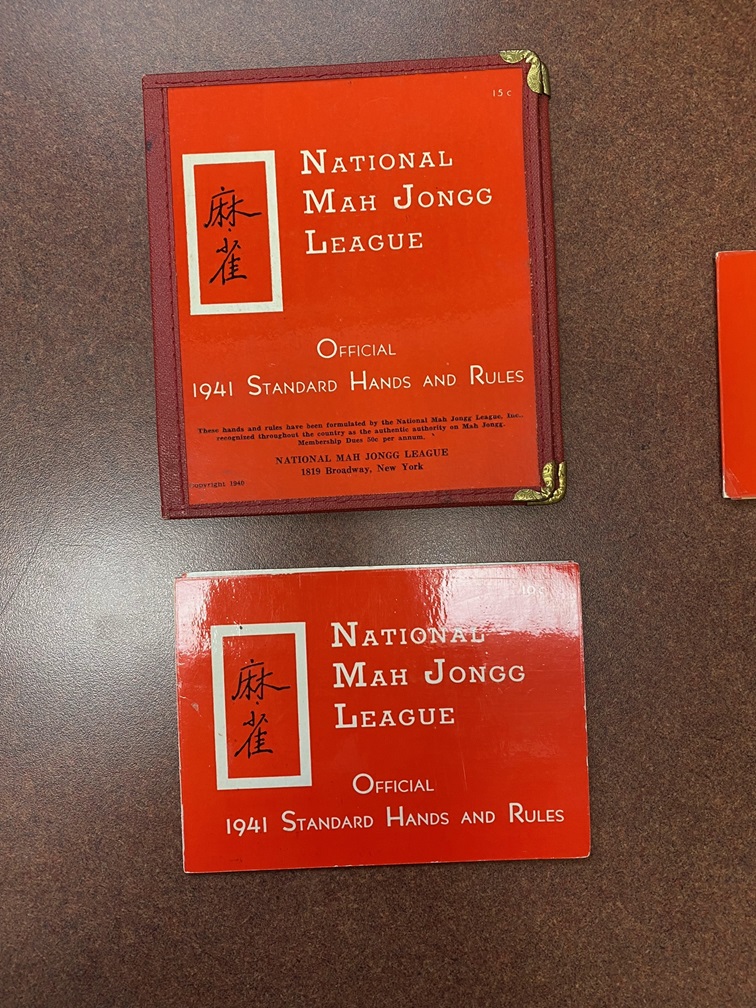 15c
麻
雀
NATIONAL
MAH JONGG
LEAGUE
OFFICIAL
1941 STANDARD HANDS AND RULES
These hands and rules have been formulated by the National Mah Jongg League, Inc.,
recognized throughout the country as the authentic authority on Mah Jongg.
Membership Dues 50c per annum.
NATIONAL MAH JONGG LEAGUE
1819 Broadway, New York
copyright 1940
10c
麻
雀
NATIONAL
MAH JONGG
LEAGUE
OFFICIAL
1941 STANDARD HANDS AND RULES